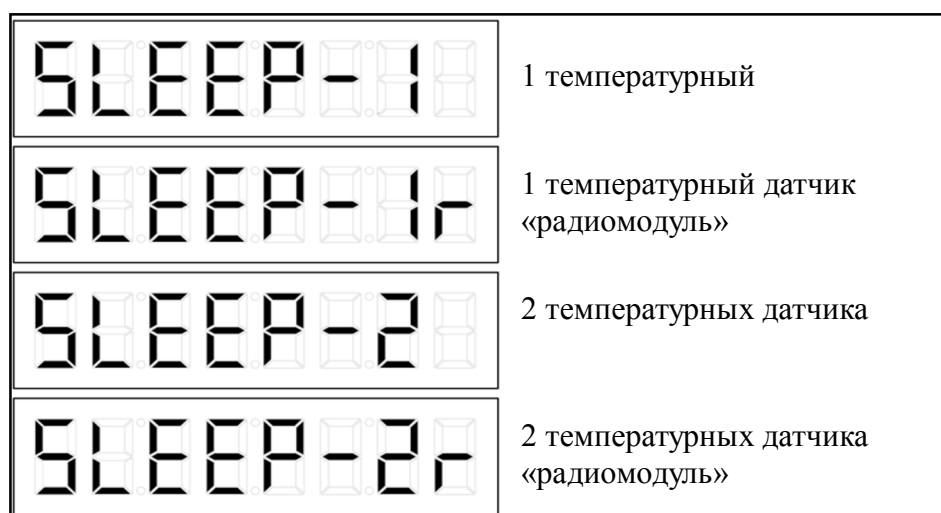 SLEEP-1
1 температурный
SLEEP-1r
1 температурный датчик
«радиомодуль»
SLEEP-2
2 температурных датчика
SLEEP-2r
2 температурных датчика
«радиомодуль»